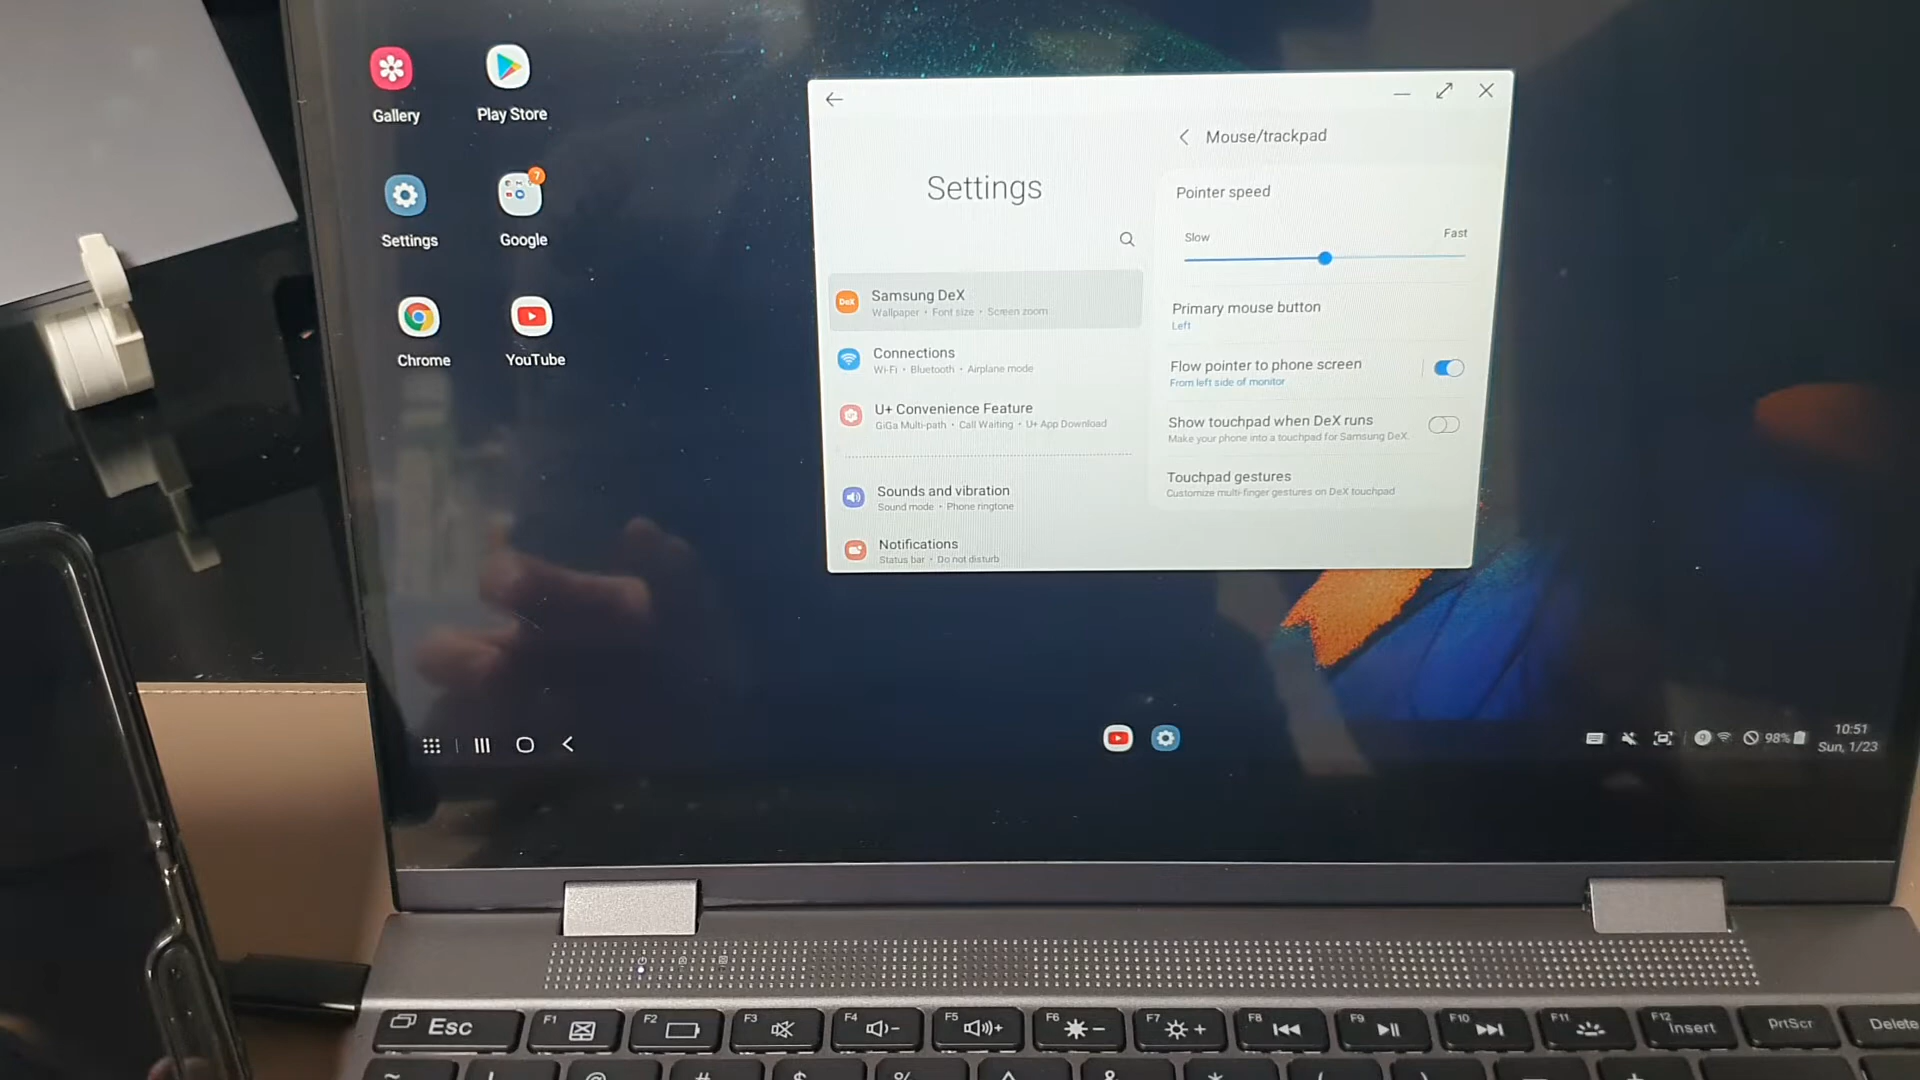 Gallery
Play Store
Settings
7
Google
Chrome
YouTube
Mouse/trackpad
Settings
Pointer speed
Slow
Fast
Samsung DeX
DeX
Wallpaper • Font size • Screen zoom
Primary mouse button
Left
Connections
Wi-Fi • Bluetooth • Airplane mode
Flow pointer to phone screen
From left side of monitor
U+ Convenience Feature
GiGa Multi-path • Call Waiting • U+ App Download
Show touchpad when DeX runs
Make your phone into a touchpad for Samsung DeX.
Touchpad gestures
Customize multi-finger gestures on DeX touchpad
Sounds and vibration
Sound mode • Phone ringtone
Notifications
Status bar • Do not disturb
9
98%
10:51
Sun, 1/23
Esc
F1
F2
F3
F4
F5
F6
F7
F8
F9
F10
F11
F12
Insert
PrtScr
Delete